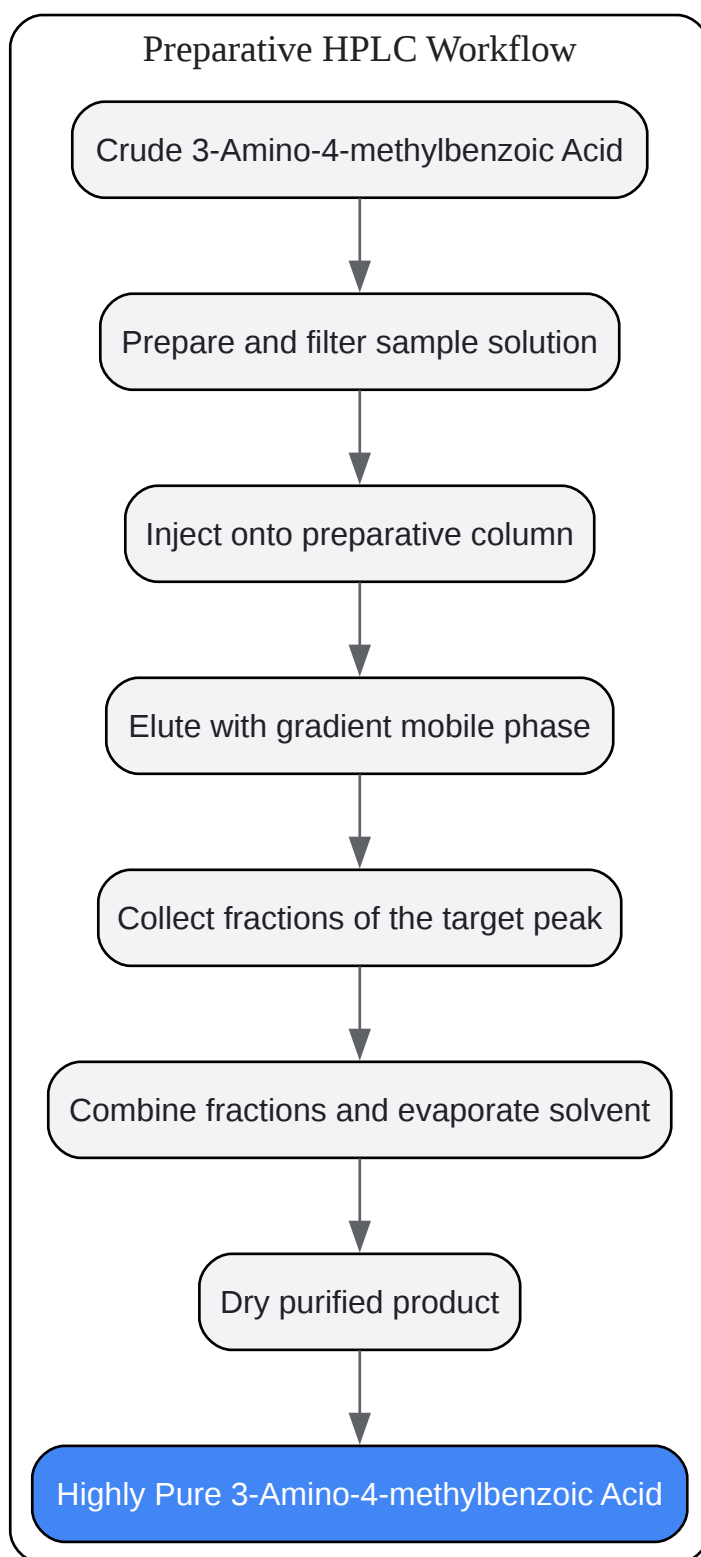 Preparative HPLC Workflow
Crude 3-Amino-4-methylbenzoic Acid
Prepare and filter sample solution
Inject onto preparative column
Elute with gradient mobile phase
Collect fractions of the target peak
Combine fractions and evaporate solvent
Dry purified product
Highly Pure 3-Amino-4-methylbenzoic Acid